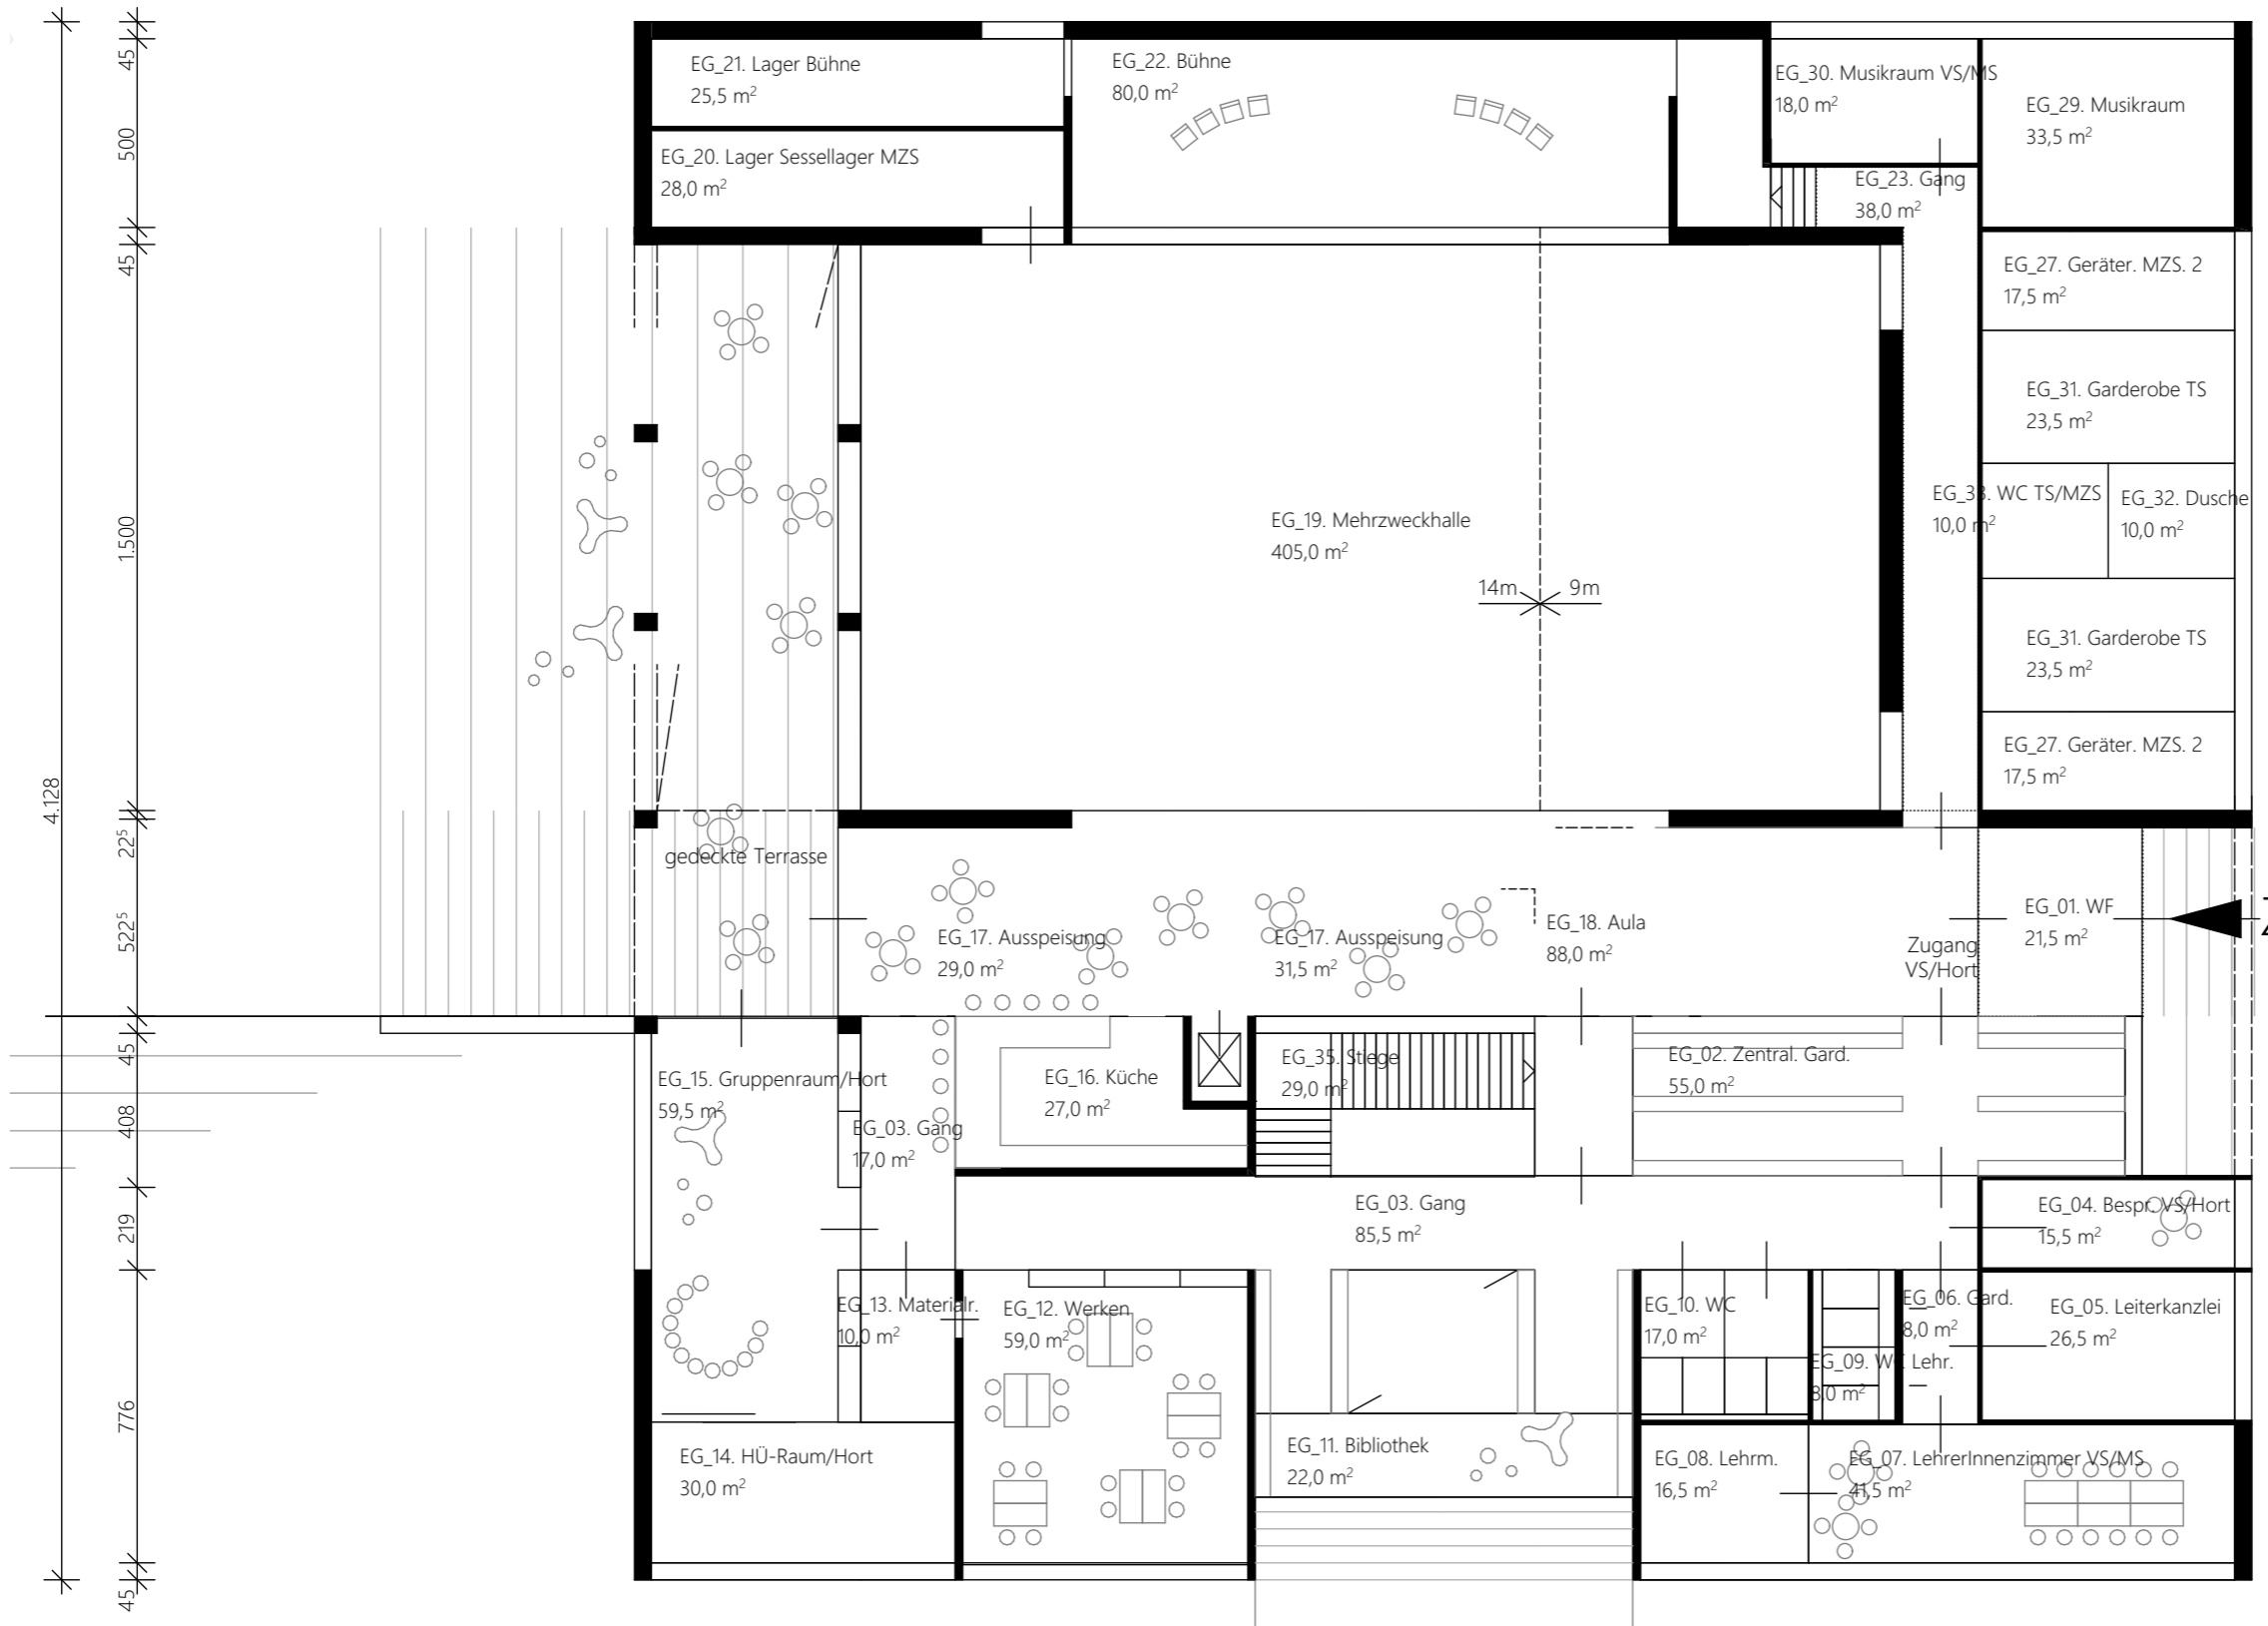 EG_21. Lager Bühne
25,5 m²
EG_22. Bühne
80,0 m²
EG_30. Musikraum VS/MS
18,0 m²
EG_29. Musikraum
33,5 m²
EG_20. Lager Sessellager MZS
28,0 m²
EG_23. Gang
38,0 m²
EG_27. Geräter. MZS. 2
17,5 m²
EG_31. Garderobe TS
23,5 m²
EG_33. WC TS/MZS
10,0 m²
EG_32. Dusche
10,0 m²
EG_19. Mehrzweckhalle
405,0 m²
14m
9m
EG_31. Garderobe TS
23,5 m²
EG_27. Geräter. MZS. 2
17,5 m²
gedeckte Terrasse
EG_17. Ausspeisung
29,0 m²
EG_17. Ausspeisung
31,5 m²
EG_18. Aula
88,0 m²
Zugang
VS/Hort
EG_01. WF
21,5 m²
EG_15. Gruppenraum/Hort
59,5 m²
EG_03. Gang
17,0 m²
EG_16. Küche
27,0 m²
EG_35. Stiege
29,0 m²
EG_02. Zentral. Gard.
55,0 m²
EG_03. Gang
85,5 m²
EG_04. Bespr. VS/Hort
15,5 m²
EG_13. Materialr.
10,0 m²
EG_12. Werken
59,0 m²
EG_10. WC
17,0 m²
EG_06. Gard.
8,0 m²
EG_05. Leiterkanzlei
26,5 m²
EG_09. WC Lehr.
8,0 m²
EG_14. HÜ-Raum/Hort
30,0 m²
EG_11. Bibliothek
22,0 m²
EG_08. Lehrm.
16,5 m²
EG_07. LehrerInnenzimmer VS/MS
41,5 m²
4.128
45
500
45
1.500
22⁵
522⁵
45
408
219
776
45